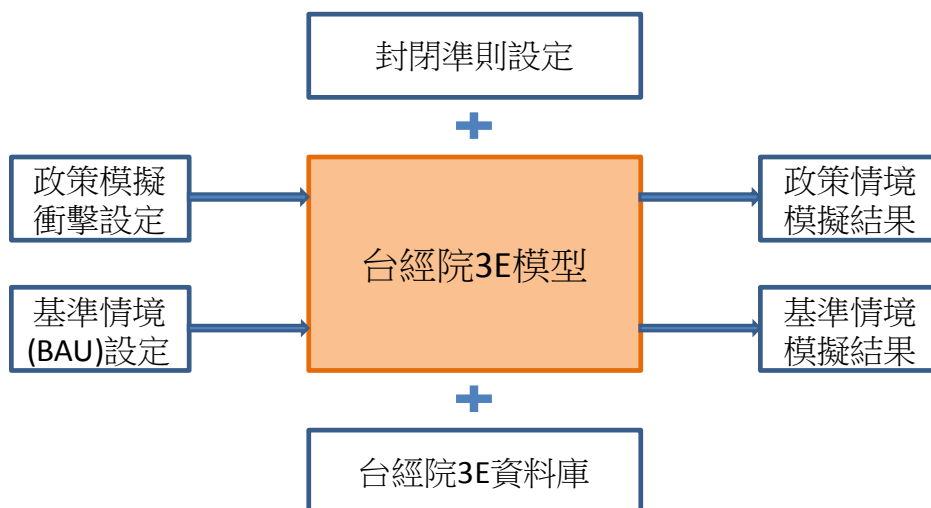 封閉準則設定
政策模擬
衝擊設定
台經院3E模型
政策情境
模擬結果
基準情境
(BAU)設定
基準情境
模擬結果
台經院3E資料庫